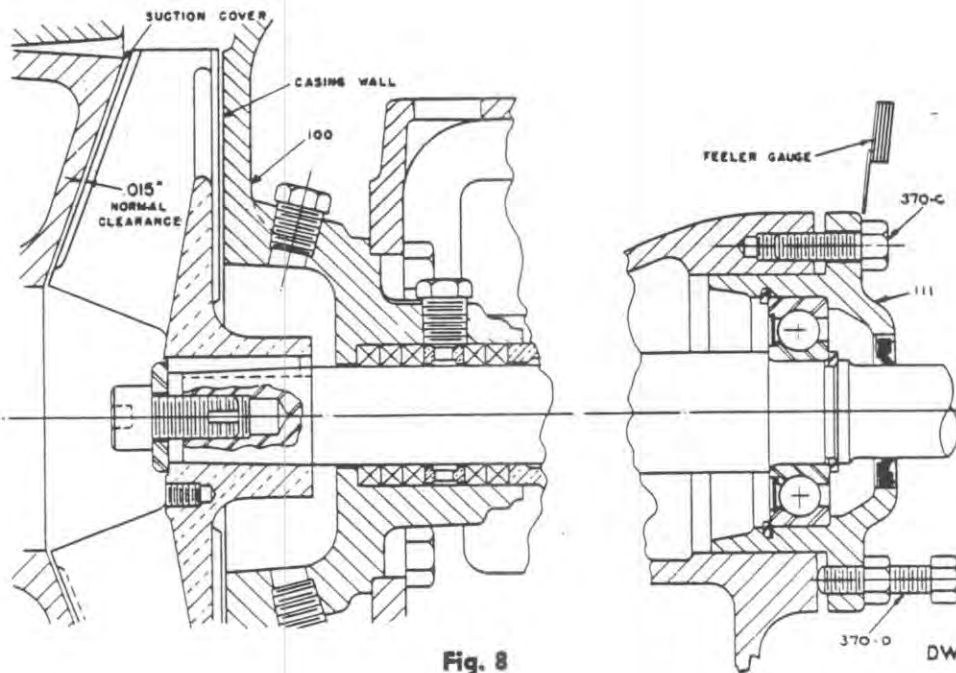 SUCTION COVER
CASING WALL
100
.015"
NORMAL
CLEARANCE
FEELER GAUGE
370-C
111
370-D
DW
Fig. 8